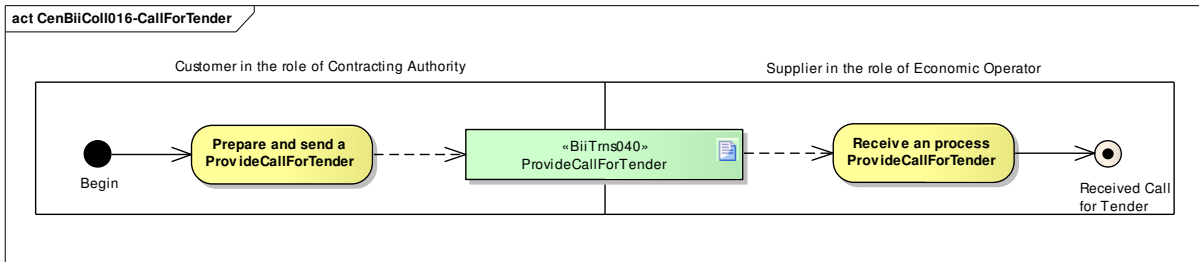 act CenBiiColl016-CallForTender
Customer in the role of Contracting Authority
Supplier in the role of Economic Operator
Begin
Prepare and send a
ProvideCallForTender
«BiiTrns040»
ProvideCallForTender
Receive an process
ProvideCallForTender
Received Call
for Tender